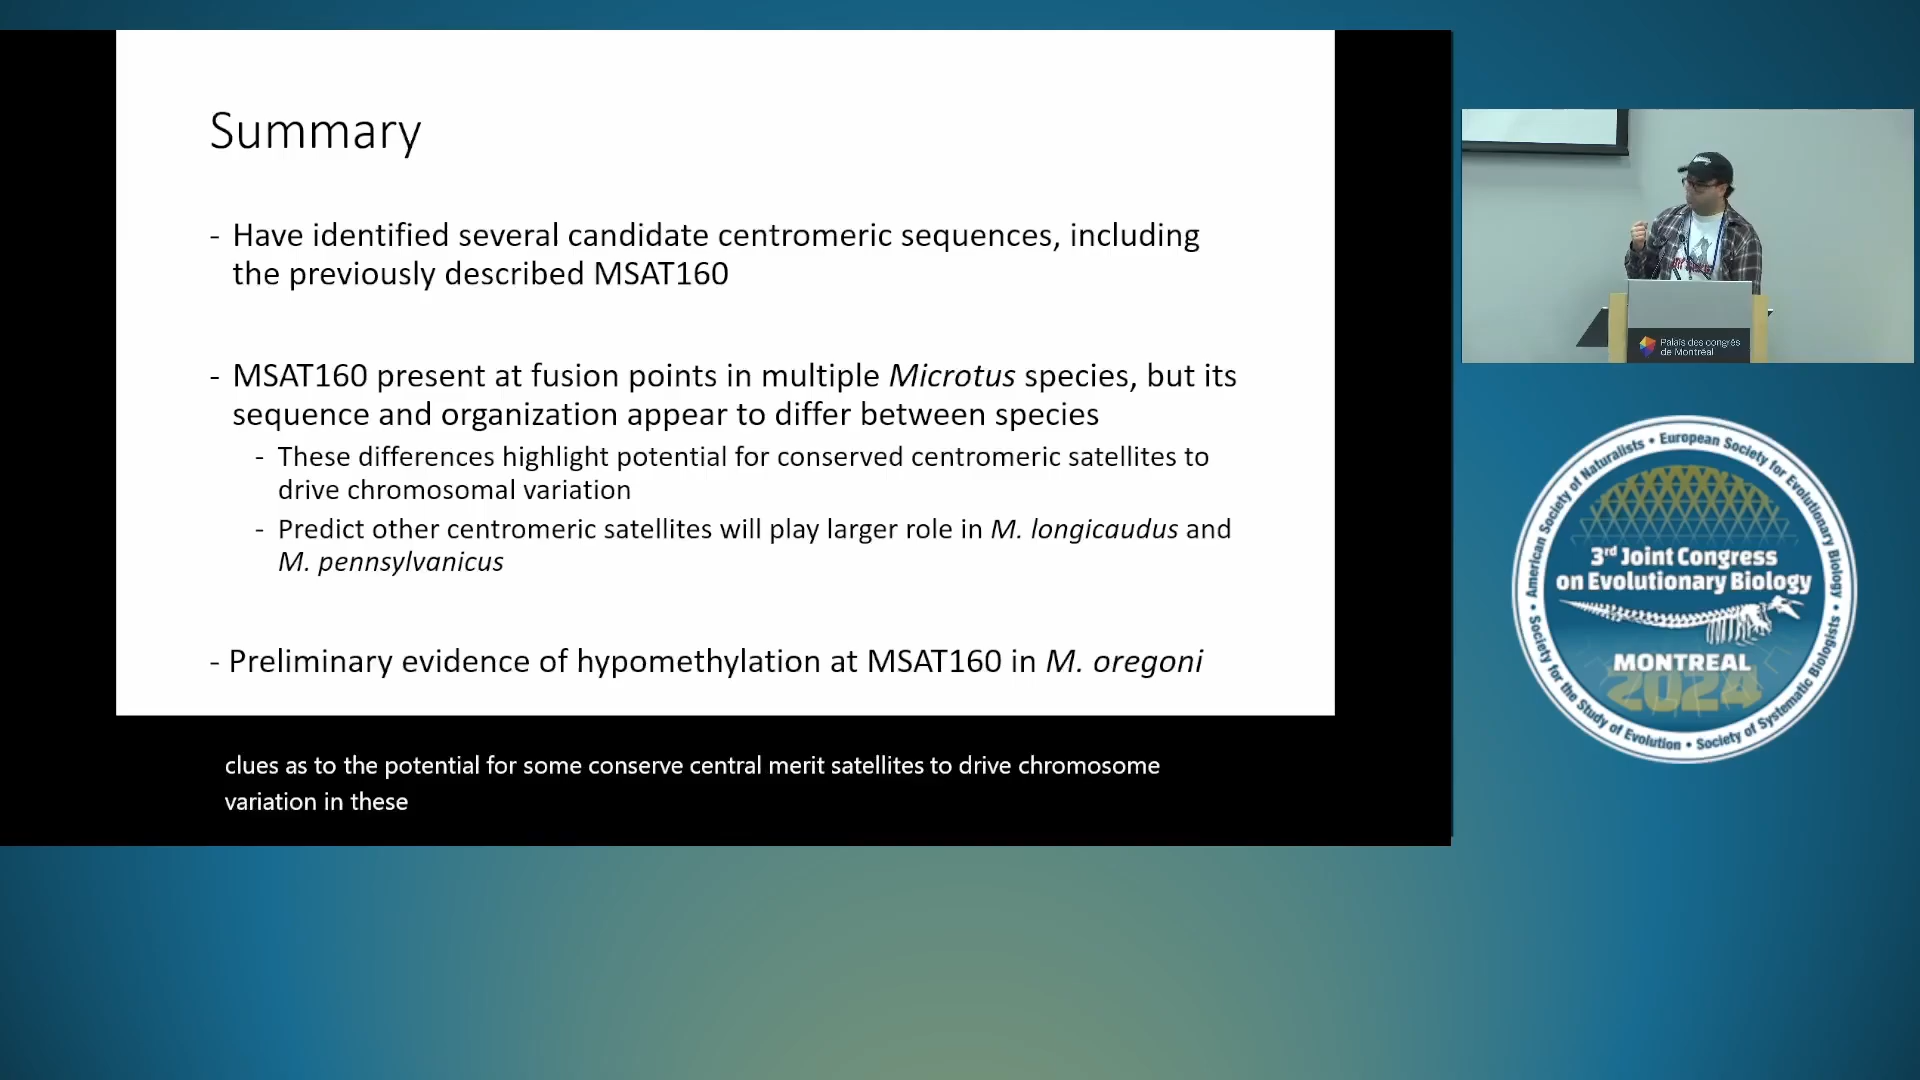 Summary
- Have identified several candidate centromeric sequences, including
the previously described MSAT160
- MSAT160 present at fusion points in multiple Microtus species, but its
sequence and organization appear to differ between species
- These differences highlight potential for conserved centromeric satellites to
drive chromosomal variation
- Predict other centromeric satellites will play larger role in M. longicaudus and
M. pennsylvanicus
- Preliminary evidence of hypomethylation at MSAT160 in M. oregoni
clues as to the potential for some conserve central merit satellites to drive chromosome
variation in these
Palais des congrès
de Montréal
American Society of Naturalists • European Society for Evolutionary Biology • Society of Systematic Biologists • Society for the Study of Evolution •
3rd Joint Congress
on Evolutionary Biology
MONTREAL
2024